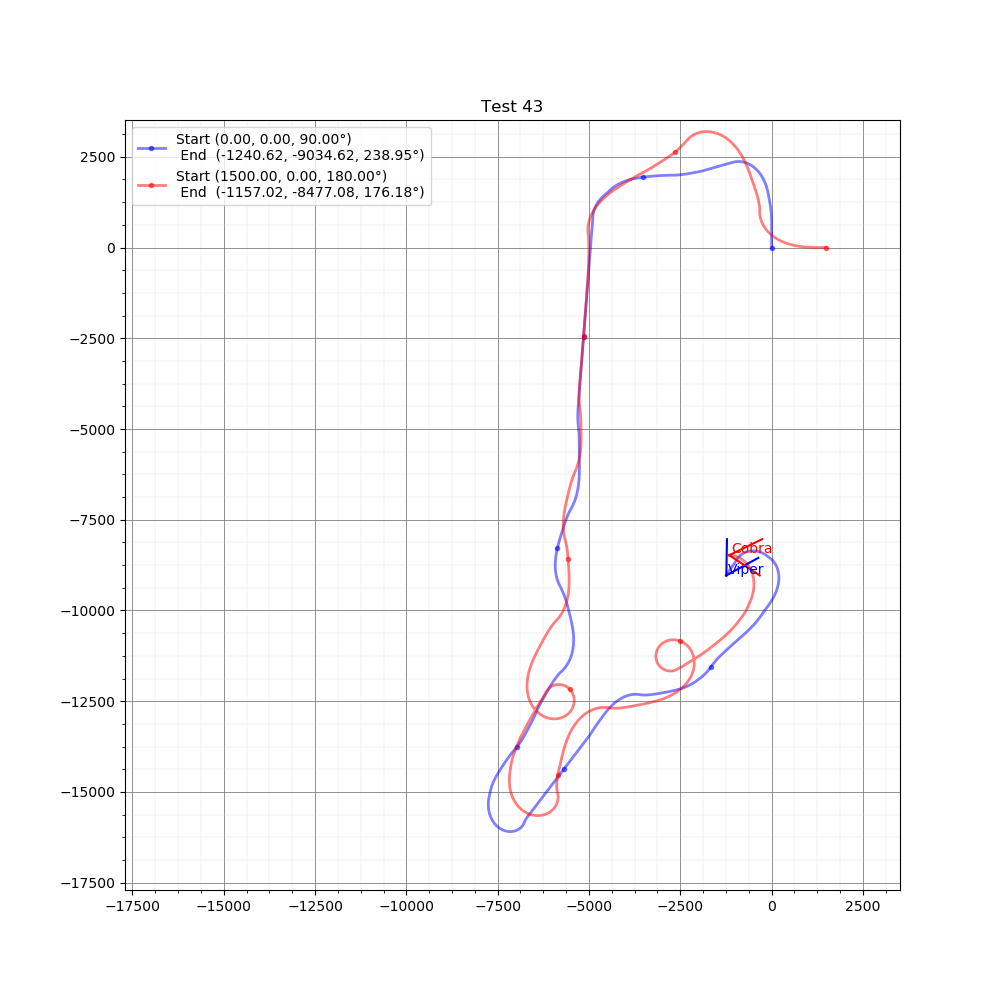 Test 43
Start (0.00, 0.00, 90.00°)
End (-1240.62, -9034.62, 238.95°)
Start (1500.00, 0.00, 180.00°)
End (-1157.02, -8477.08, 176.18°)
2500
0
−2500
−5000
−7500
−10000
−12500
−15000
−17500
Cobra
Viper
−17500 −15000 −12500 −10000 −7500 −5000 −2500 0 2500